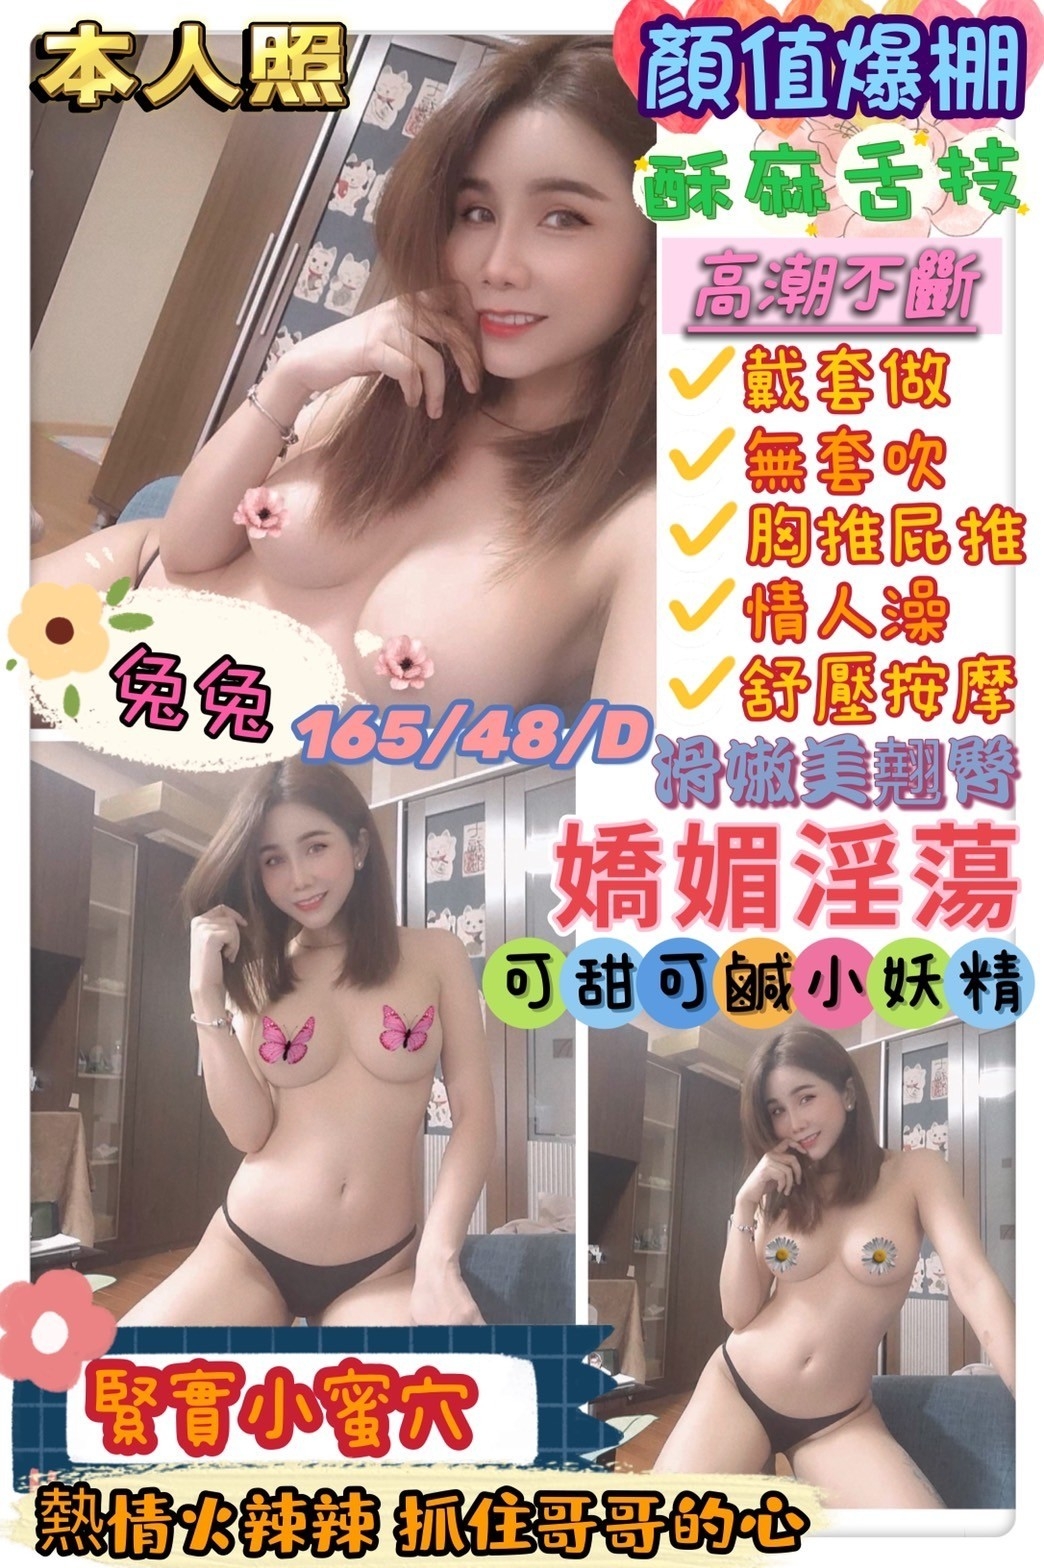 本人照
顏值爆棚
酥麻舌技
高潮不斷
戴套做
無套吹
胸推屁推
情人澡
舒壓按摩
兔兔
165/48/D
滑嫩美翹臀
嬌媚淫蕩
可甜可鹹小妖精
緊實小蜜穴
熱情火辣辣 抓住哥哥的心